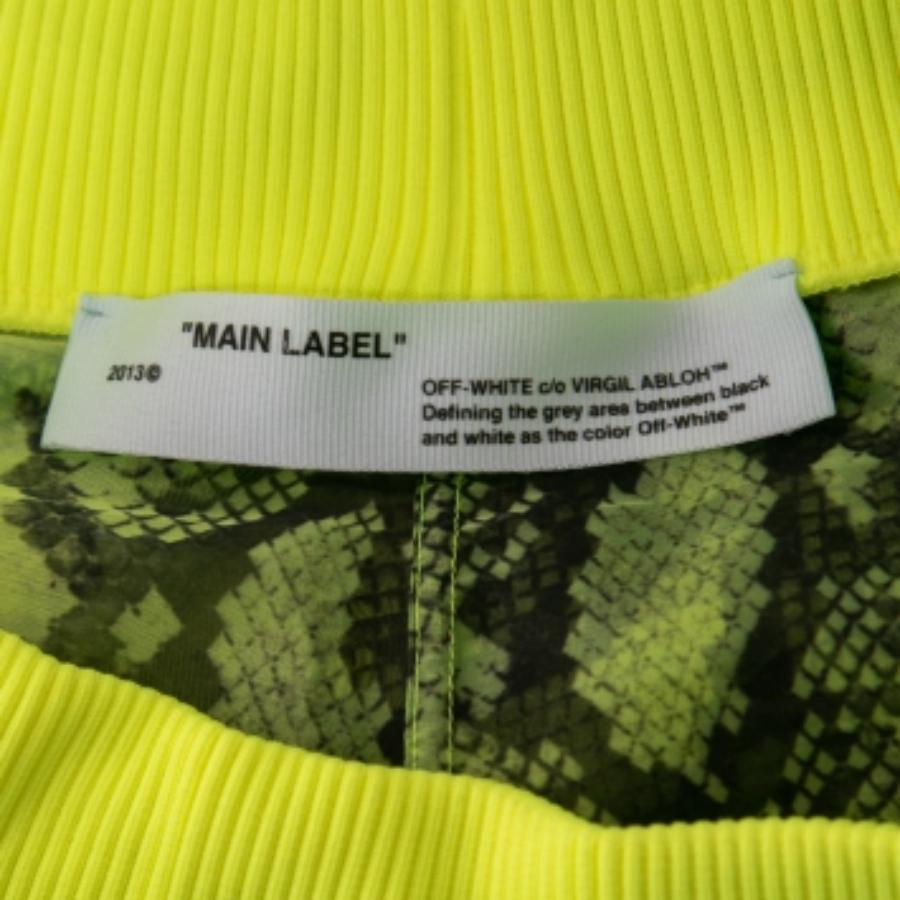 "MAIN LABEL"
2013©
OFF-WHITE c/o VIRGIL ABLOH™
Defining the grey area between black
and white as the color Off-White™